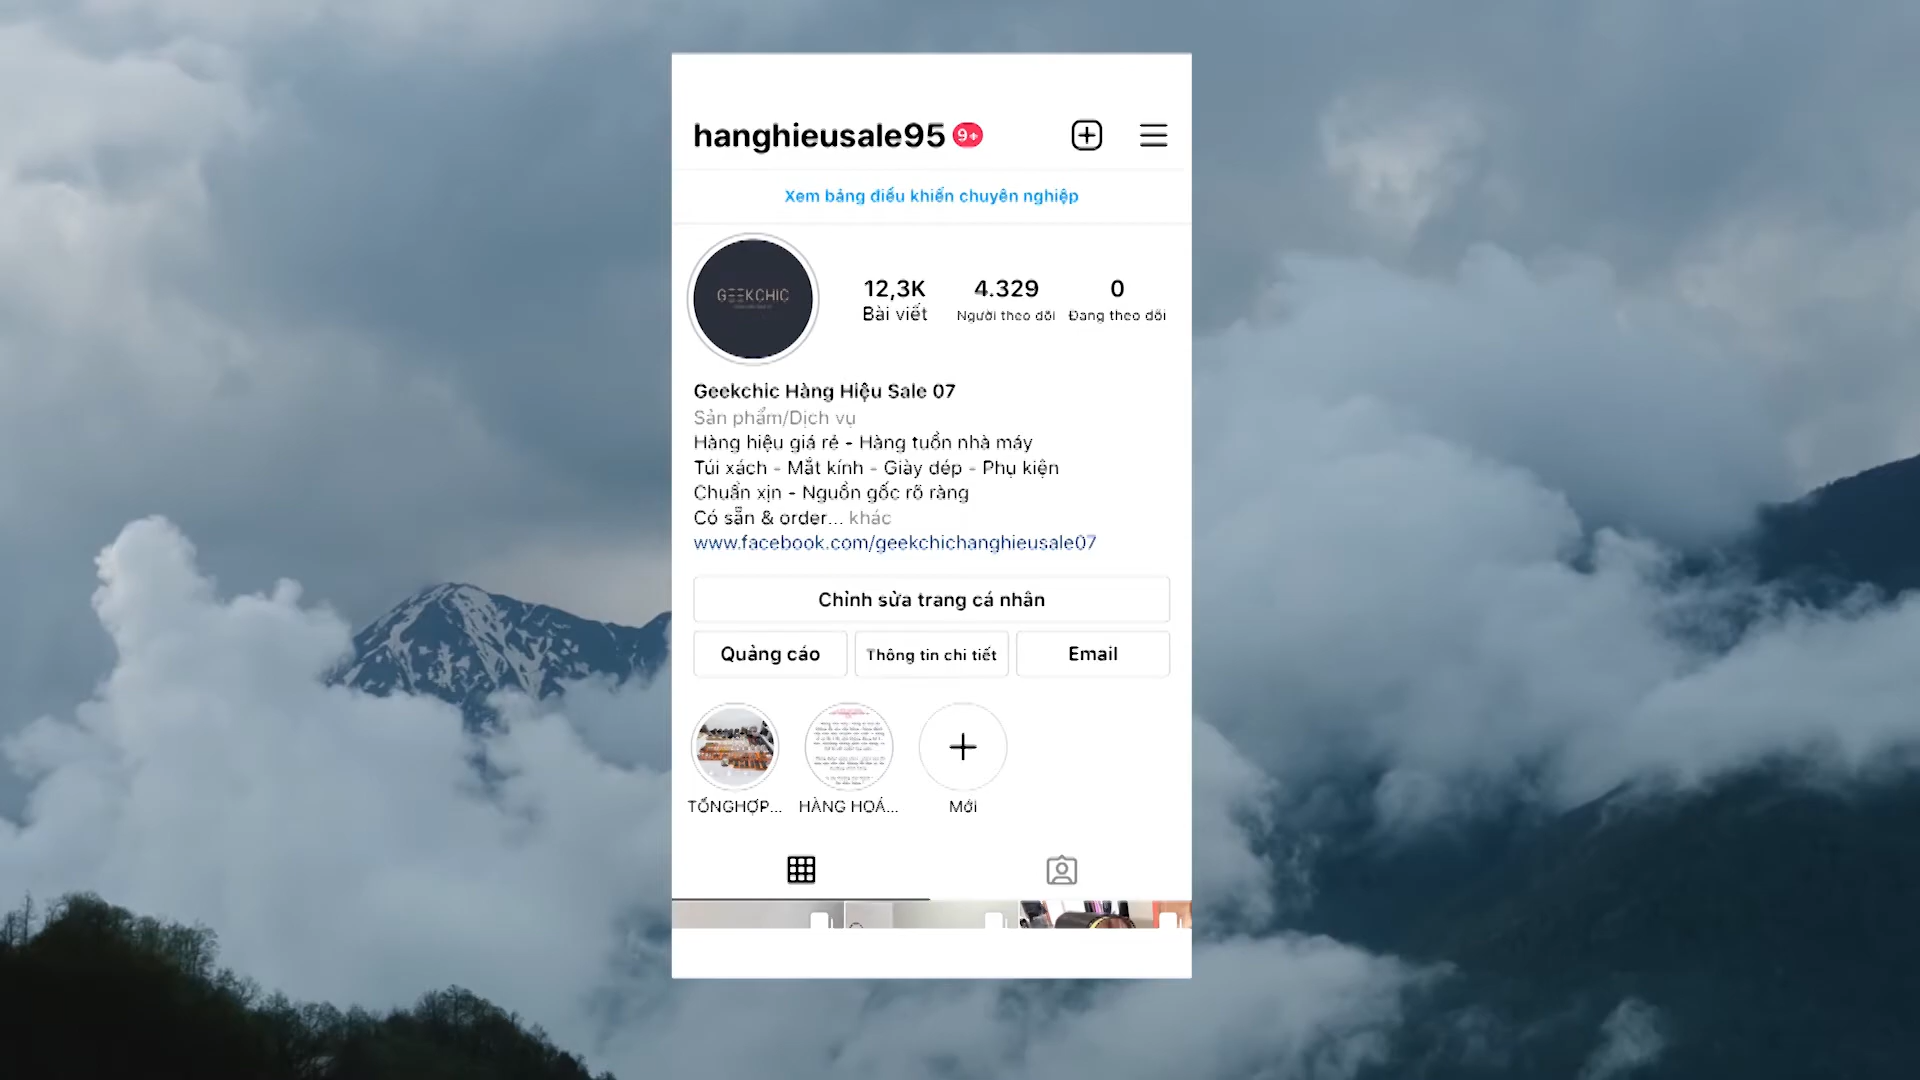 hanghieusale95 9+
Xem bảng điều khiển chuyên nghiệp
GEEKCHIC
12,3K 4.329 0
Bài viết Người theo dõi Đang theo dõi
Geekchic Hàng Hiệu Sale 07
Sản phẩm/Dịch vụ
Hàng hiệu giá rẻ - Hàng tuồn nhà máy
Túi xách - Mắt kính - Giày dép - Phụ kiện
Chuẩn xịn - Nguồn gốc rõ ràng
Có sẵn & order... khác
www.facebook.com/geekchichanghieusale07
Chỉnh sửa trang cá nhân
Quảng cáo Thông tin chi tiết Email
TỔNGHỢP... HÀNG HOÁ... Mới